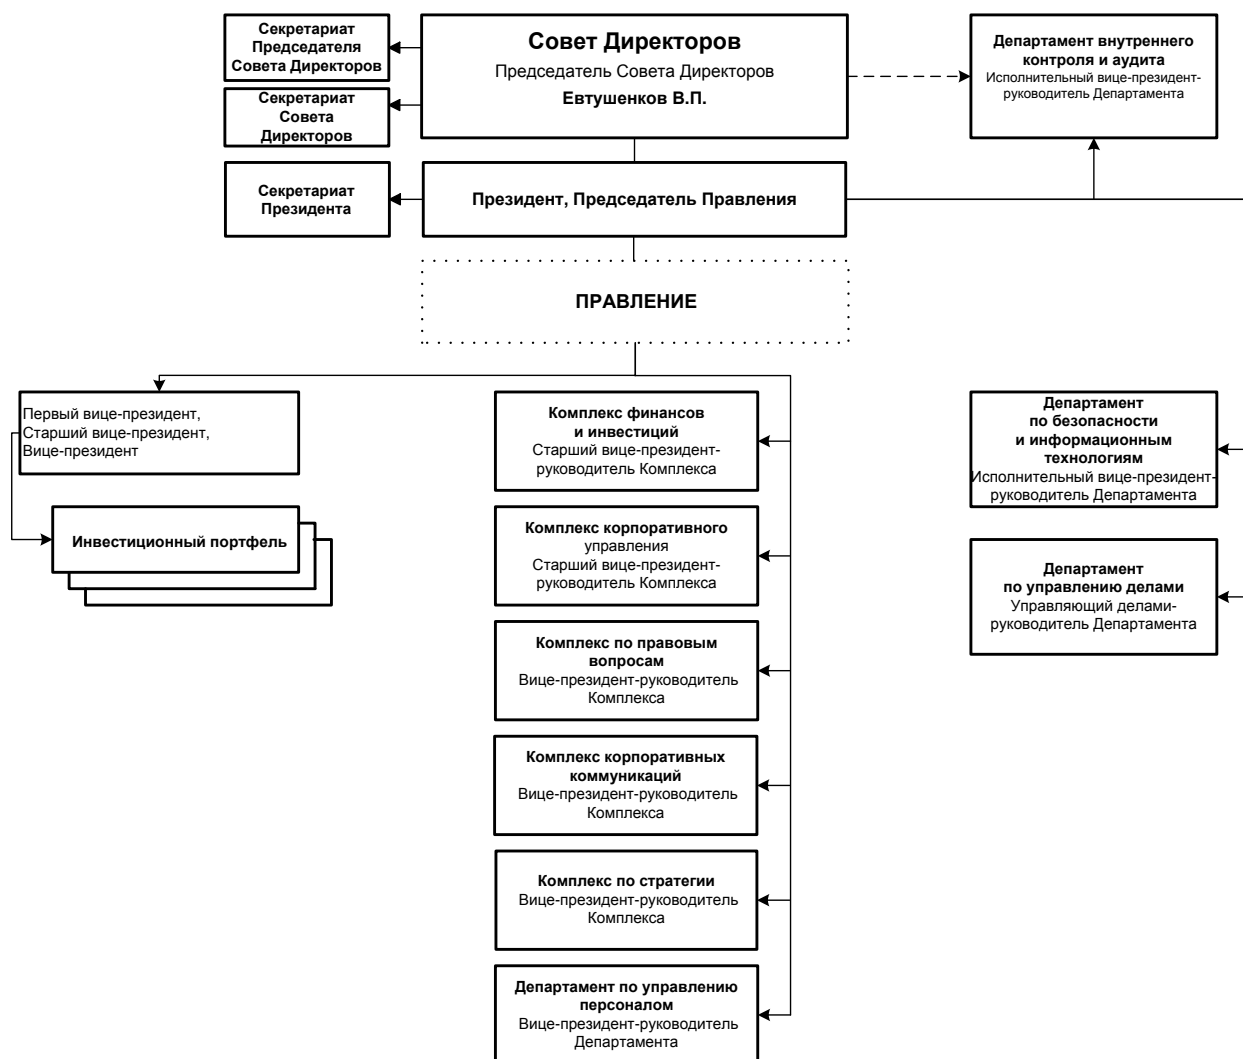 Секретариат
Председателя
Совета Директоров
Совет Директоров
Председатель Совета Директоров
Евтушенков В.П.
Департамент внутреннего
контроля и аудита
Исполнительный вице-президент-
руководитель Департамента
Секретариат
Совета
Директоров
Секретариат
Президента
Президент, Председатель Правления
ПРАВЛЕНИЕ
Первый вице-президент,
Старший вице-президент,
Вице-президент
Инвестиционный портфель
Комплекс финансов
и инвестиций
Старший вице-президент-
руководитель Комплекса
Комплекс корпоративного
управления
Старший вице-президент-
руководитель Комплекса
Комплекс по правовым
вопросам
Вице-президент-руководитель
Комплекса
Комплекс корпоративных
коммуникаций
Вице-президент-руководитель
Комплекса
Комплекс по стратегии
Вице-президент-руководитель
Комплекса
Департамент по управлению
персоналом
Вице-президент-руководитель
Департамента
Департамент
по безопасности
и информационным
технологиям
Исполнительный вице-президент-
руководитель Департамента
Департамент
по управлению делами
Управляющий делами-
руководитель Департамента